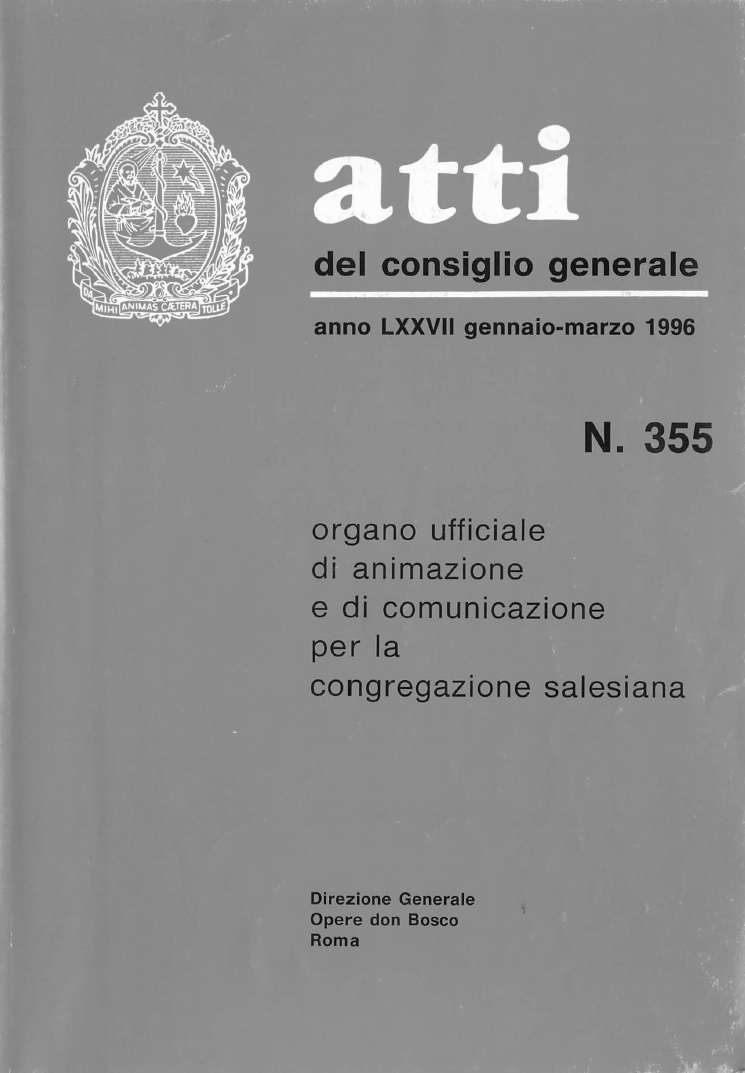 atti
del consiglio generale
anno LXXVII gennaio-marzo 1996
N. 355
DA MIHI ANIMAS CÆTERA TOLLE
organo ufficiale
di animazione
e di comunicazione
per la
congregazione salesiana
Direzione Generale
Opere don Bosco
Roma